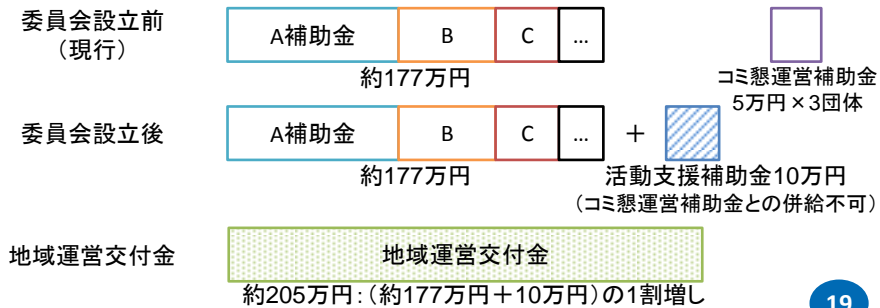 委員会設立前
（現行）
A補助金 B C …
約177万円
コミ懇運営補助金
5万円×3団体
委員会設立後
A補助金 B C … ＋
約177万円
活動支援補助金10万円
（コミ懇運営補助金との併給不可）
地域運営交付金
地域運営交付金
約205万円：（約177万円＋10万円）の1割増し
19